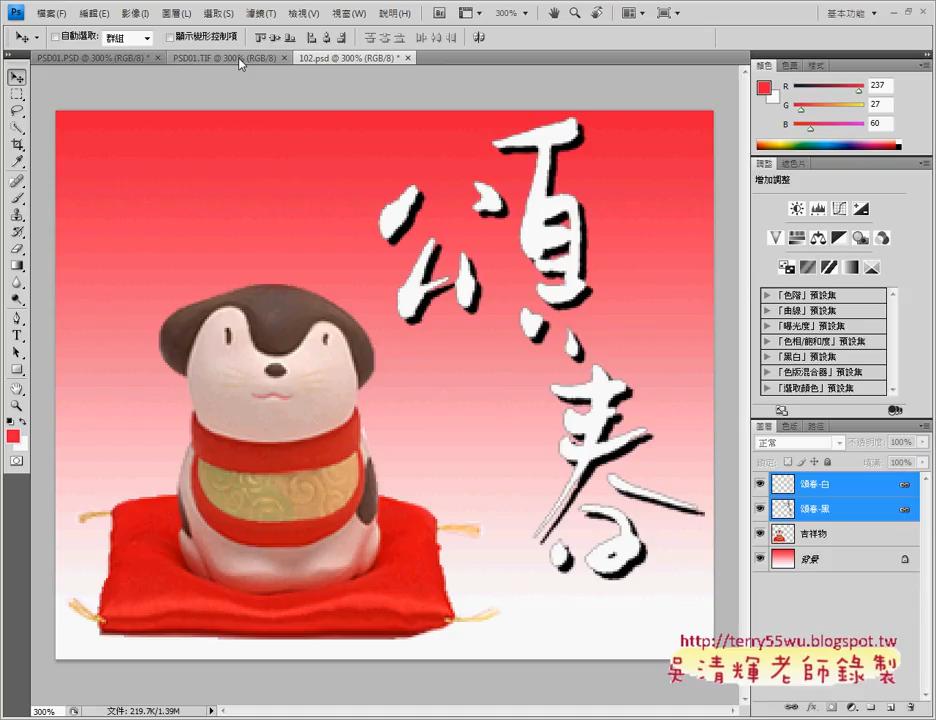 Ps 檔案(F) 編輯(E) 影像(I) 圖層(L) 選取(S) 濾鏡(T) 檢視(V) 視窗(W) 說明(H) Br 300% 基本功能
自動選取: 群組 顯示變形控制項
PSD01.PSD @ 300% (RGB/8) * × PSD01.TIF @ 300% (RGB/8) × 102.psd @ 300% (RGB/8) * ×
顏色 色票 樣式
R 237
G 27
B 60
調整 遮色片
增加調整
「色階」預設集
「曲線」預設集
「曝光度」預設集
「色相/飽和度」預設集
「黑白」預設集
「色版混合器」預設集
「選取顏色」預設集
圖層 色版 路徑
正常 不透明度: 100%
鎖定: 填滿: 100%
頌春-白
頌春-黑
吉祥物
背景
頌
春
http://terry55wu.blogspot.tw
吳清輝老師錄製
300% 文件: 219.7K/1.39M